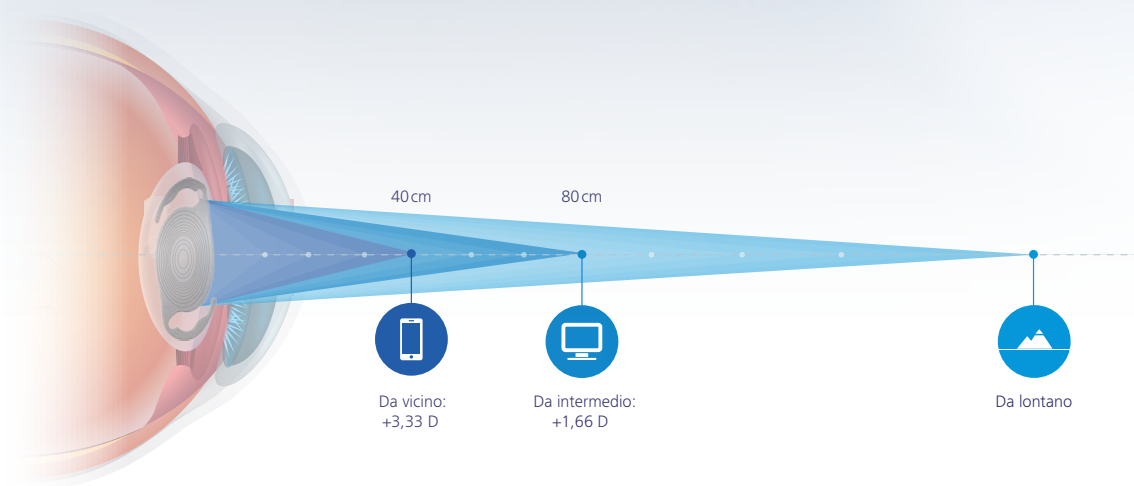 40 cm
80 cm
Da vicino:
+3,33 D
Da intermedio:
+1,66 D
Da lontano